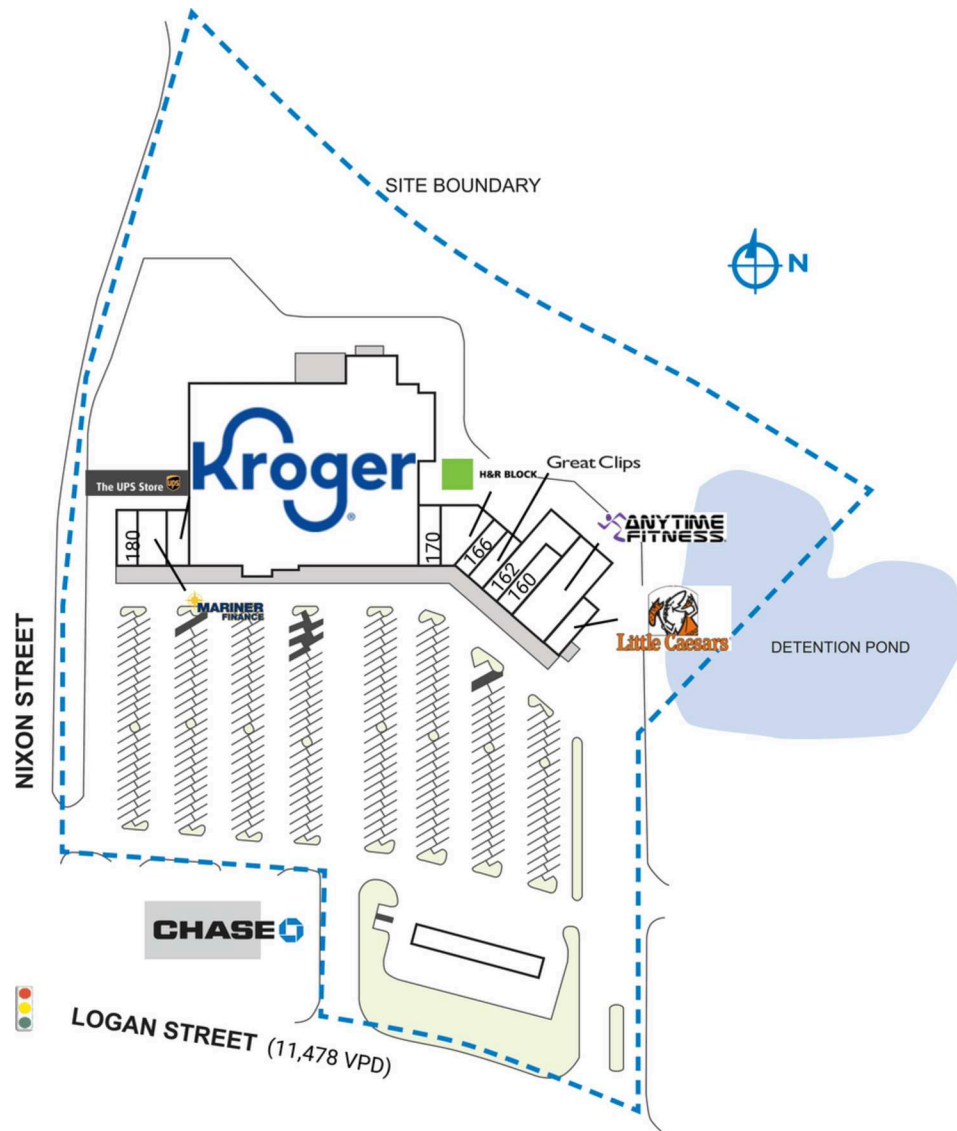 SITE BOUNDARY
N
Kroger
®
The UPS Store
ups
H&R BLOCK
Great Clips
ANYTIME
FITNESS
180
170
166
162
160
MARINER
FINANCE
Little Caesars
DETENTION POND
NIXON STREET
CHASE
LOGAN STREET (11,478 VPD)